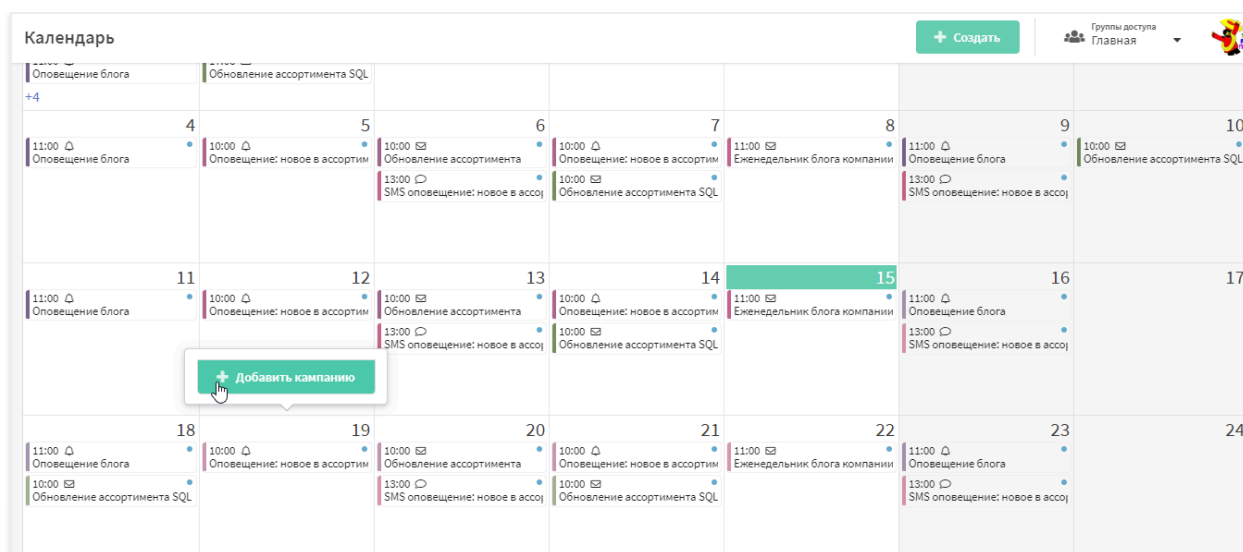 Календарь
Создать
Группы доступа
Главная
Оповещение блога
Обновление ассортимента SQL
+4
4
5
6
7
8
9
10
11:00
Оповещение блога
10:00
Оповещение: новое в ассортим
10:00
Обновление ассортимента
13:00
SMS оповещение: новое в ассор
10:00
Оповещение: новое в ассортим
10:00
Обновление ассортимента SQL
11:00
Еженедельник блога компании
11:00
Оповещение блога
13:00
SMS оповещение: новое в ассор
10:00
Обновление ассортимента SQL
11
12
13
14
15
16
17
11:00
Оповещение блога
10:00
Оповещение: новое в ассортим
10:00
Обновление ассортимента
13:00
SMS оповещение: новое в ассор
10:00
Оповещение: новое в ассортим
10:00
Обновление ассортимента SQL
11:00
Еженедельник блога компании
11:00
Оповещение блога
13:00
SMS оповещение: новое в ассор
Добавить кампанию
18
19
20
21
22
23
24
11:00
Оповещение блога
10:00
Обновление ассортимента SQL
10:00
Оповещение: новое в ассортим
10:00
Обновление ассортимента
13:00
SMS оповещение: новое в ассор
10:00
Оповещение: новое в ассортим
10:00
Обновление ассортимента SQL
11:00
Еженедельник блога компании
11:00
Оповещение блога
13:00
SMS оповещение: новое в ассор